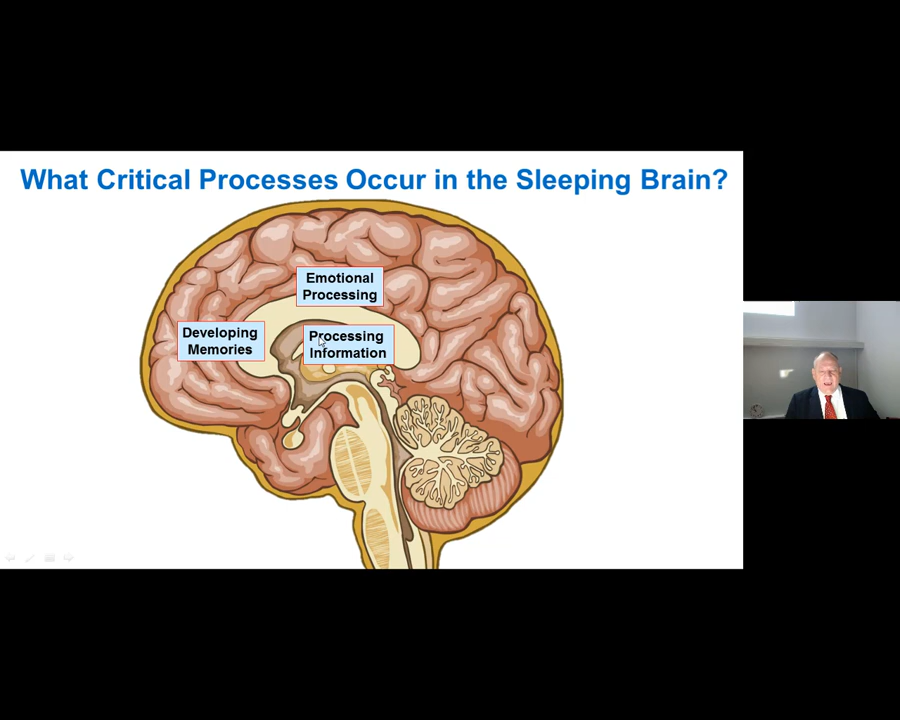 What Critical Processes Occur in the Sleeping Brain?
Emotional
Processing
Developing
Memories
Processing
Information